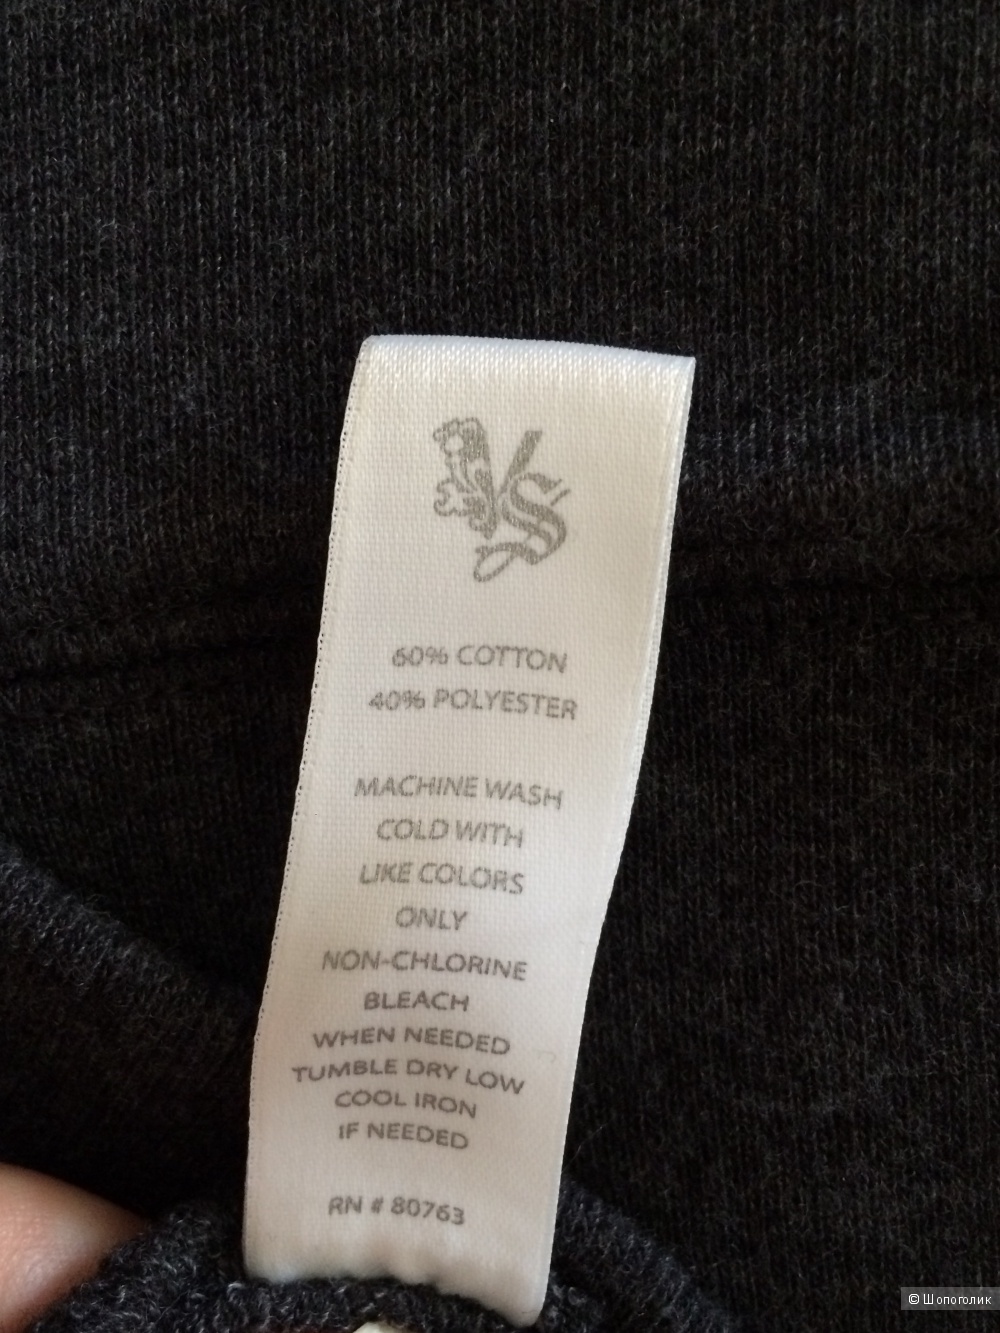 VS
60% COTTON
40% POLYESTER
MACHINE WASH
COLD WITH
LIKE COLORS
ONLY
NON-CHLORINE
BLEACH
WHEN NEEDED
TUMBLE DRY LOW
COOL IRON
IF NEEDED
RN # 80763
© Шопоголик